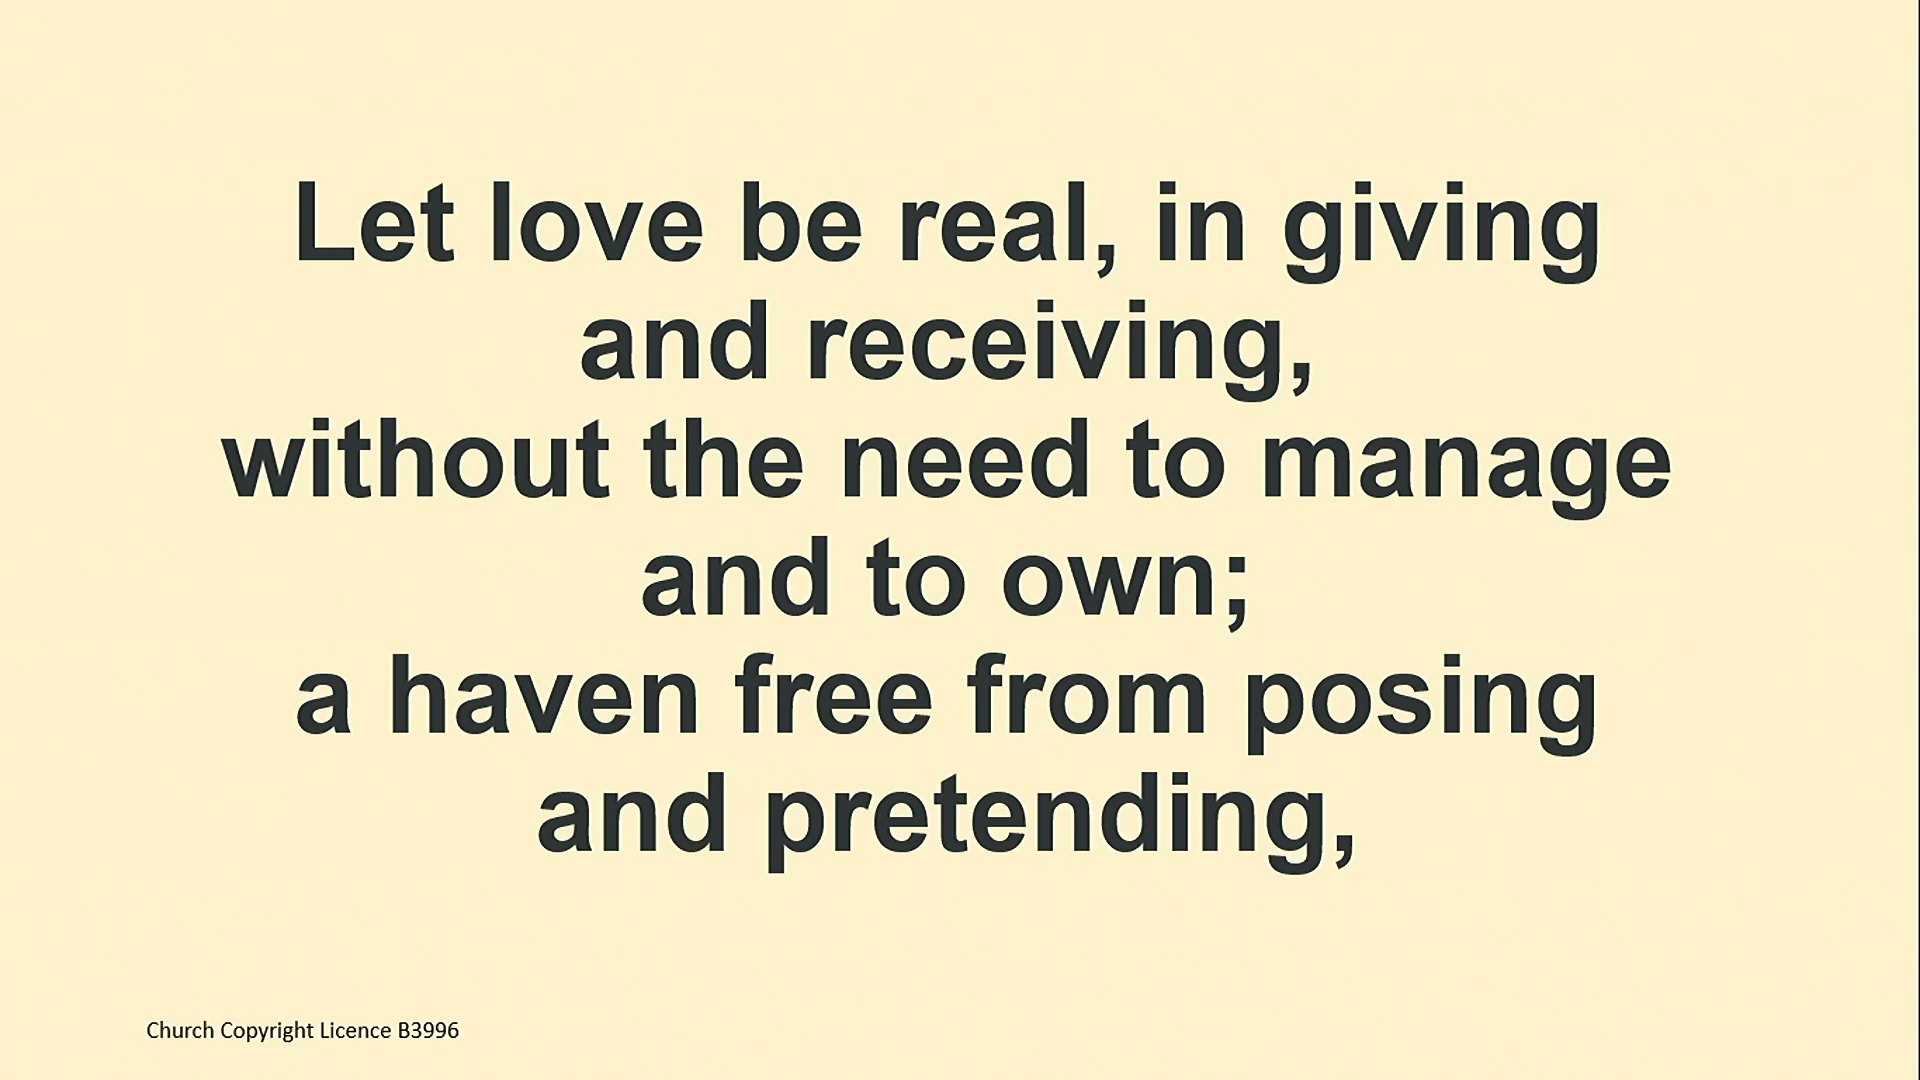 Let love be real, in giving
and receiving,
without the need to manage
and to own;
a haven free from posing
and pretending,
Church Copyright Licence B3996